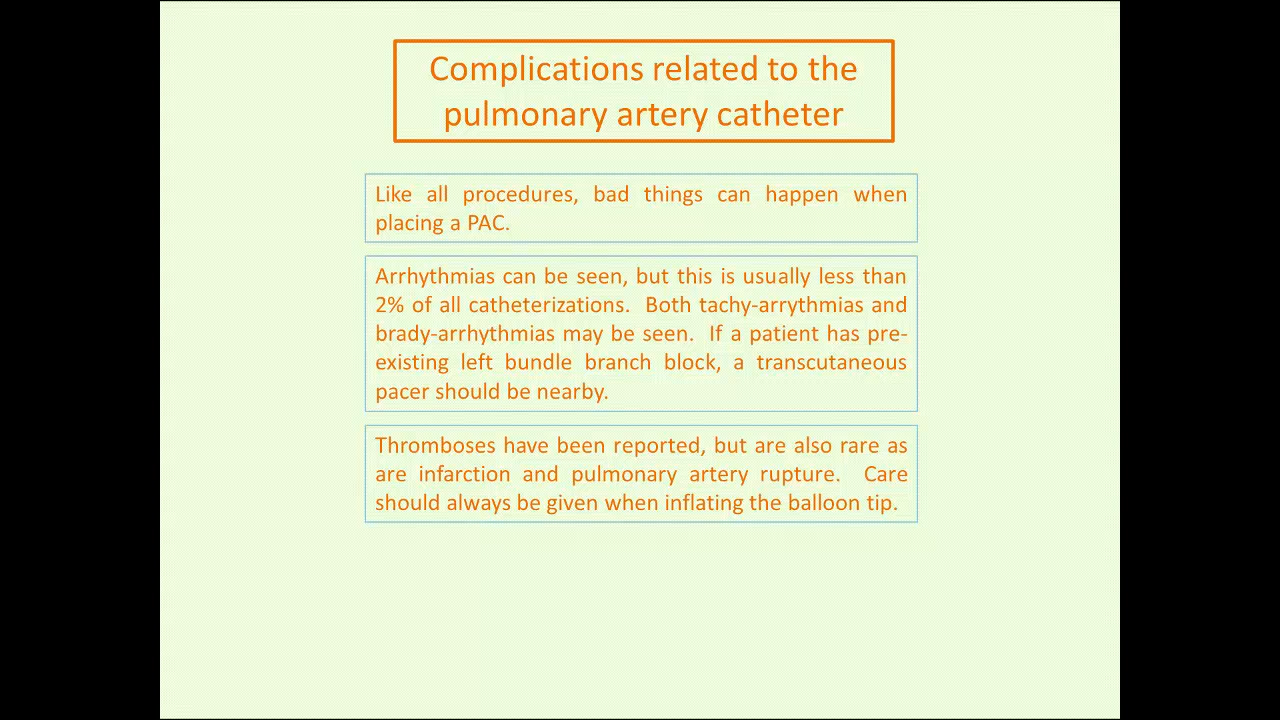 Complications related to the
pulmonary artery catheter
Like all procedures, bad things can happen when
placing a PAC.
Arrhythmias can be seen, but this is usually less than
2% of all catheterizations. Both tachy-arrythmias and
brady-arrhythmias may be seen. If a patient has pre-
existing left bundle branch block, a transcutaneous
pacer should be nearby.
Thromboses have been reported, but are also rare as
are infarction and pulmonary artery rupture. Care
should always be given when inflating the balloon tip.